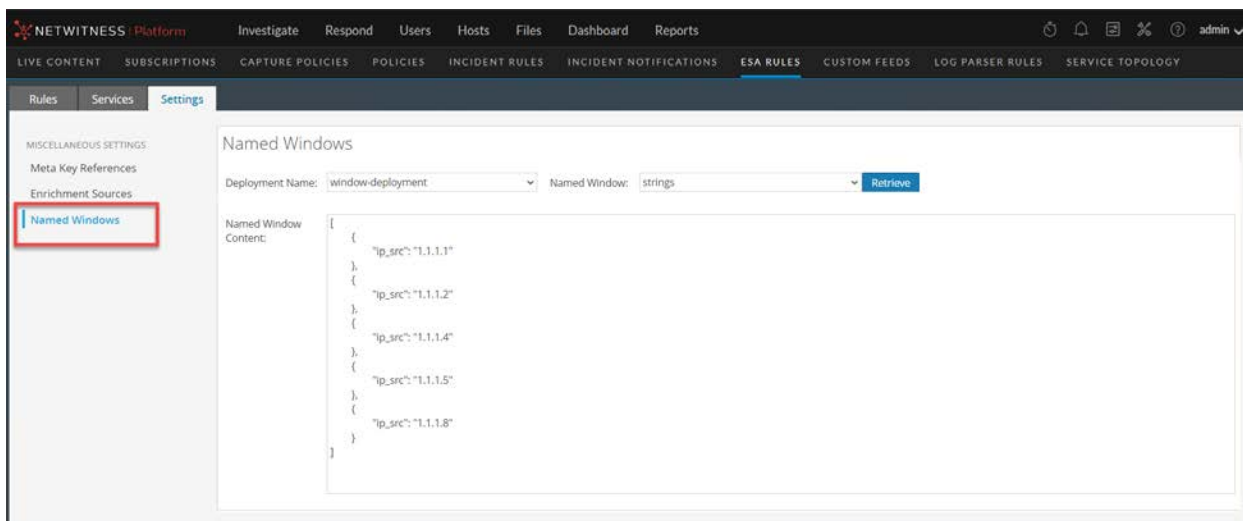 NETWITNESS Platform Investigate Respond Users Hosts Files Dashboard Reports admin
LIVE CONTENT SUBSCRIPTIONS CAPTURE POLICIES POLICIES INCIDENT RULES INCIDENT NOTIFICATIONS ESA RULES CUSTOM FEEDS LOG PARSER RULES SERVICE TOPOLOGY
Rules Services Settings
MISCELLANEOUS SETTINGS
Meta Key References
Enrichment Sources
Named Windows
Named Windows
Deployment Name: window-deployment Named Window: strings Retrieve
Named Window
Content:
[
{
"ip_src": "1.1.1.1"
},
{
"ip_src": "1.1.1.2"
},
{
"ip_src": "1.1.1.4"
},
{
"ip_src": "1.1.1.5"
},
{
"ip_src": "1.1.1.8"
}
]